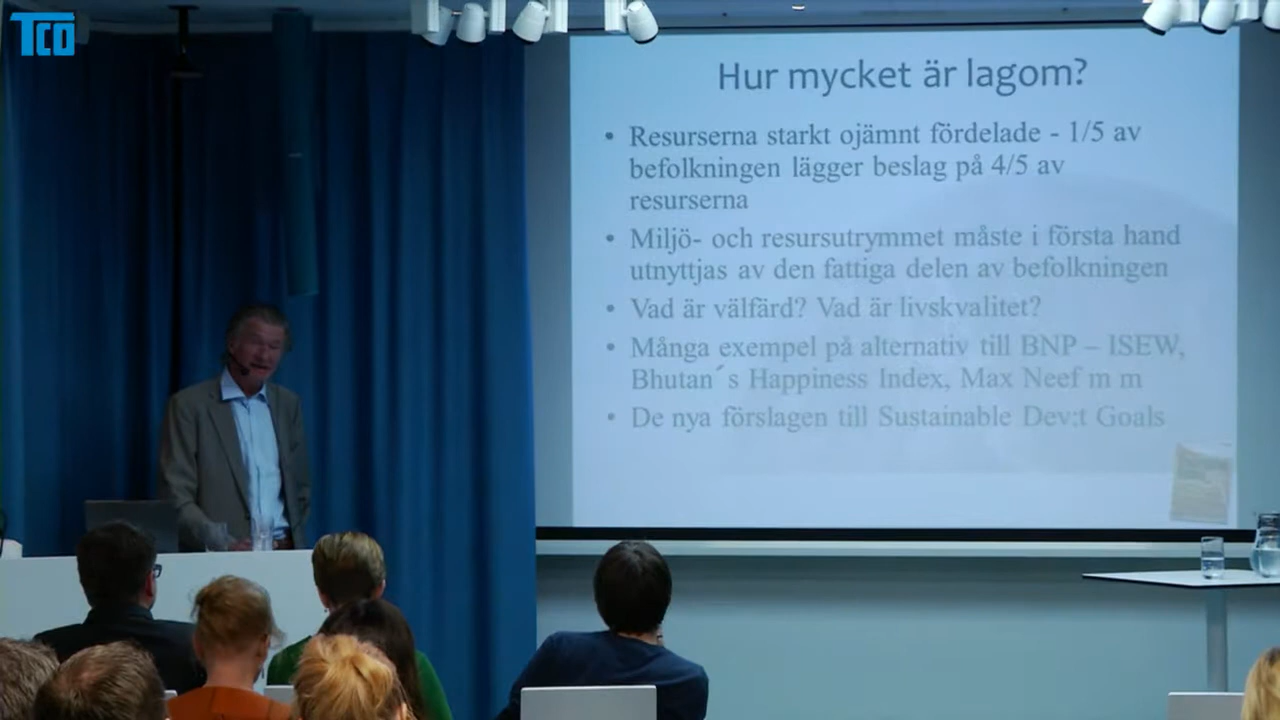 TCO
Hur mycket är lagom?
• Resurserna starkt ojämnt fördelade - 1/5 av
befolkningen lägger beslag på 4/5 av
resurserna
• Miljö- och resursutrymmet måste i första hand
utnyttjas av den fattiga delen av befolkningen
• Vad är välfärd? Vad är livskvalitet?
• Många exempel på alternativ till BNP – ISEW,
Bhutan´s Happiness Index, Max Neef m m
• De nya förslagen till Sustainable Dev:t Goals